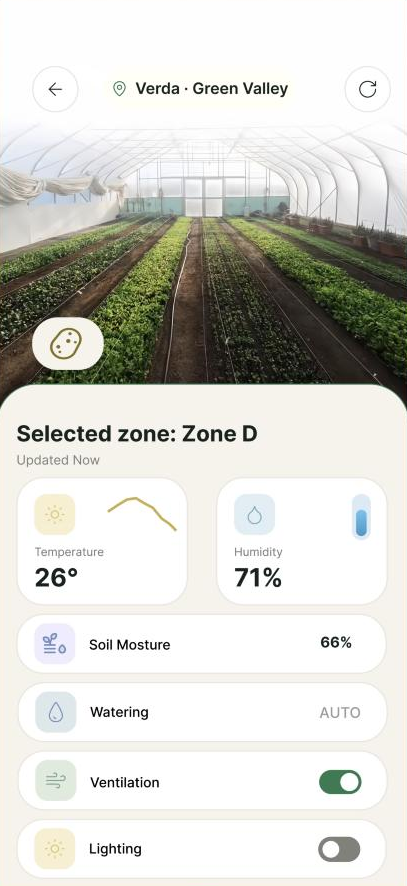 Verda · Green Valley
Selected zone: Zone D
Updated Now
Temperature
26°
Humidity
71%
Soil Mosture
66%
Watering
AUTO
Ventilation
Lighting